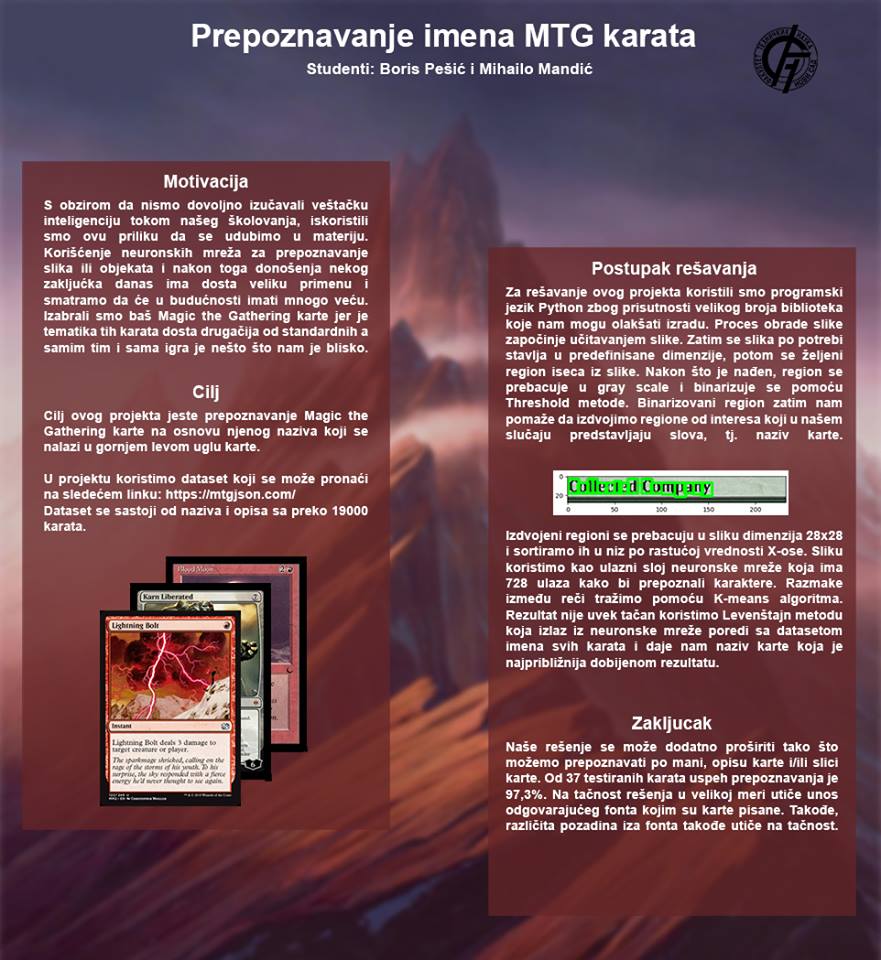 Prepoznavanje imena MTG karata
Studenti: Boris Pešić i Mihailo Mandić
Motivacija
S obzirom da nismo dovoljno izučavali veštačku
inteligenciju tokom našeg školovanja, iskoristili
smo ovu priliku da se udubimo u materiju.
Korišćenje neuronskih mreža za prepoznavanje
slika ili objekata i nakon toga donošenja nekog
zaključka danas ima dosta veliku primenu i
smatramo da će u budućnosti imati mnogo veću.
Izabrali smo baš Magic the Gathering karte jer je
tematika tih karata dosta drugačija od standardnih a
samim tim i sama igra je nešto što nam je blisko.
Cilj
Cilj ovog projekta jeste prepoznavanje Magic the
Gathering karte na osnovu njenog naziva koji se
nalazi u gornjem levom uglu karte.
U projektu koristimo dataset koji se može pronaći
na sledećem linku: https://mtgjson.com/
Dataset se sastoji od naziva i opisa sa preko 19000
karata.
Blood Moon
Karn Liberated
Lightning Bolt
Instant
Lightning Bolt deals 3 damage to
target creature or player.
The sparkmage shrieked, calling on the
rage of the storms of his youth. To his
surprise, the sky responded with a fierce
energy he'd never thought to see again.
Postupak rešavanja
Za rešavanje ovog projekta koristili smo programski
jezik Python zbog prisutnosti velikog broja biblioteka
koje nam mogu olakšati izradu. Proces obrade slike
započinje učitavanjem slike. Zatim se slika po potrebi
stavlja u predefinisane dimenzije, potom se željeni
region iseca iz slike. Nakon što je nađen, region se
prebacuje u gray scale i binarizuje se pomoću
Threshold metode. Binarizovani region zatim nam
pomaže da izdvojimo regione od interesa koji u našem
slučaju predstavljaju slova, tj. naziv karte.
Collected Company
0
20
0 50 100 150 200
Izdvojeni regioni se prebacuju u sliku dimenzija 28x28
i sortiramo ih u niz po rastućoj vrednosti X-ose. Sliku
koristimo kao ulazni sloj neuronske mreže koja ima
728 ulaza kako bi prepoznali karaktere. Razmake
između reči tražimo pomoću K-means algoritma.
Rezultat nije uvek tačan koristimo Levenštajn metodu
koja izlaz iz neuronske mreže poredi sa datasetom
imena svih karata i daje nam naziv karte koja je
najpribližnija dobijenom rezultatu.
Zakljucak
Naše rešenje se može dodatno proširiti tako što
možemo prepoznavati po mani, opisu karte i/ili slici
karte. Od 37 testiranih karata uspeh prepoznavanja je
97,3%. Na tačnost rešenja u velikoj meri utiče unos
odgovarajućeg fonta kojim su karte pisane. Takođe,
različita pozadina iza fonta takođe utiče na tačnost.